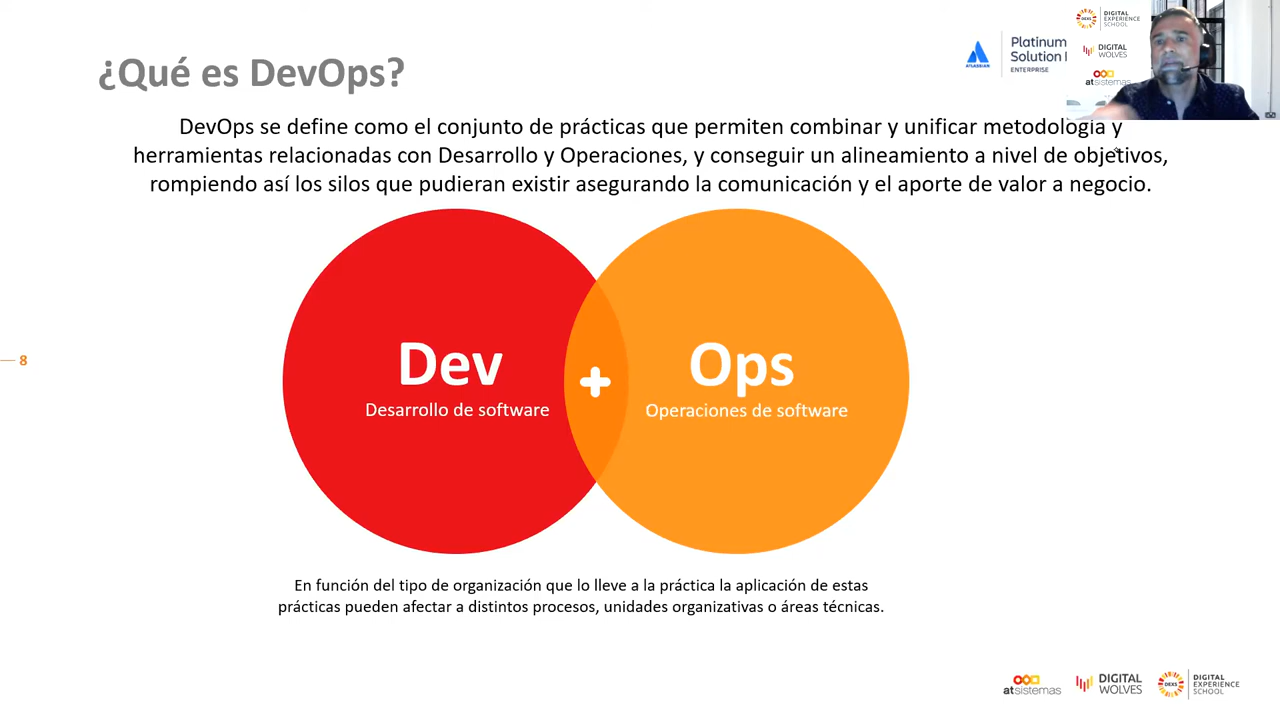 ¿Qué es DevOps?
ATLASSIAN
Platinum
Solution
ENTERPRISE
DIGITAL
EXPERIENCE
SCHOOL
DIGITAL
WOLVES
atsistemas
DevOps se define como el conjunto de prácticas que permiten combinar y unificar metodología y
herramientas relacionadas con Desarrollo y Operaciones, y conseguir un alineamiento a nivel de objetivos,
rompiendo así los silos que pudieran existir asegurando la comunicación y el aporte de valor a negocio.
8
Dev
Desarrollo de software
+
Ops
Operaciones de software
En función del tipo de organización que lo lleve a la práctica la aplicación de estas
prácticas pueden afectar a distintos procesos, unidades organizativas o áreas técnicas.
atsistemas
DIGITAL
WOLVES
DEXS
DIGITAL
EXPERIENCE
SCHOOL